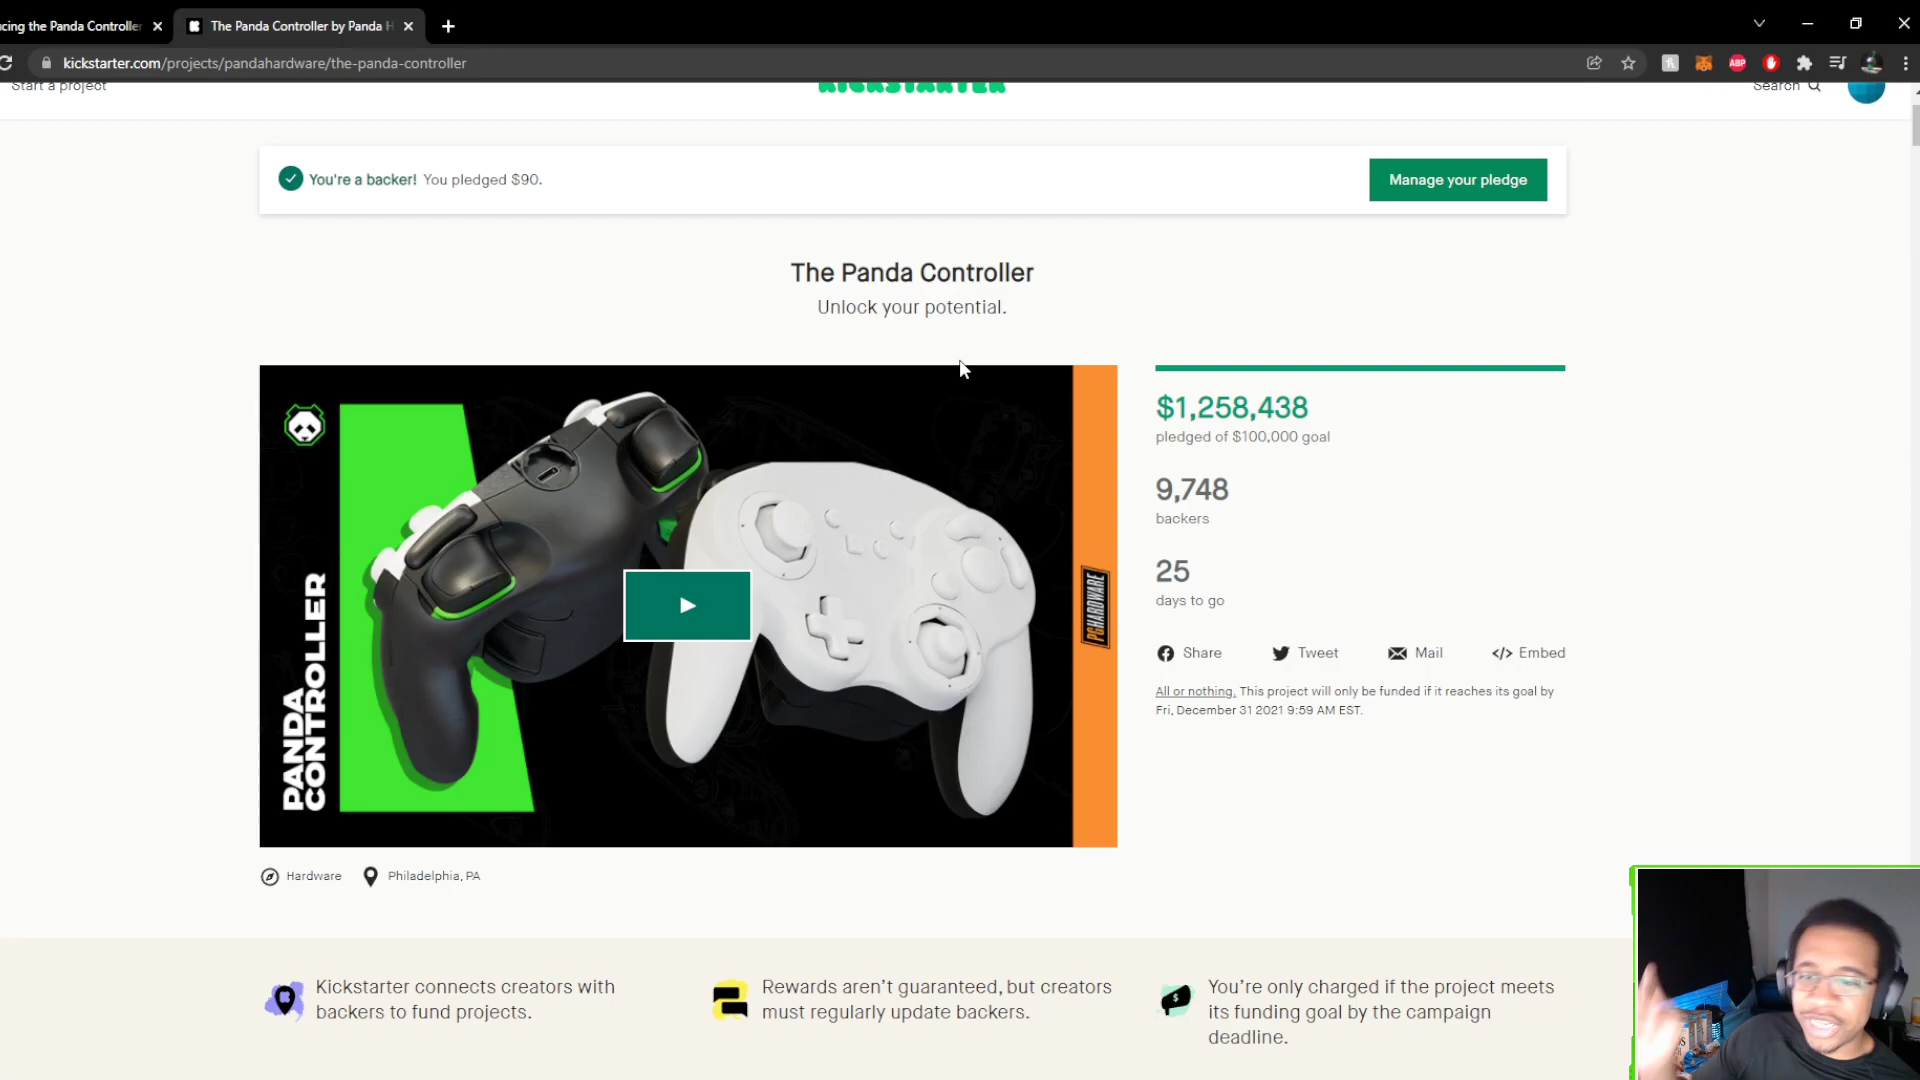 cing the Panda Controller
The Panda Controller by Panda H
kickstarter.com/projects/pandahardware/the-panda-controller
ABP
Start a project
KICKSTARTER
Search
You're a backer! You pledged $90.
Manage your pledge
The Panda Controller
Unlock your potential.
PANDA
CONTROLLER
PGHARDWARE
$1,258,438
pledged of $100,000 goal
9,748
backers
25
days to go
Share
Tweet
Mail
Embed
All or nothing. This project will only be funded if it reaches its goal by
Fri, December 31 2021 9:59 AM EST.
Hardware
Philadelphia, PA
Kickstarter connects creators with
backers to fund projects.
Rewards aren't guaranteed, but creators
must regularly update backers.
You're only charged if the project meets
its funding goal by the campaign
deadline.